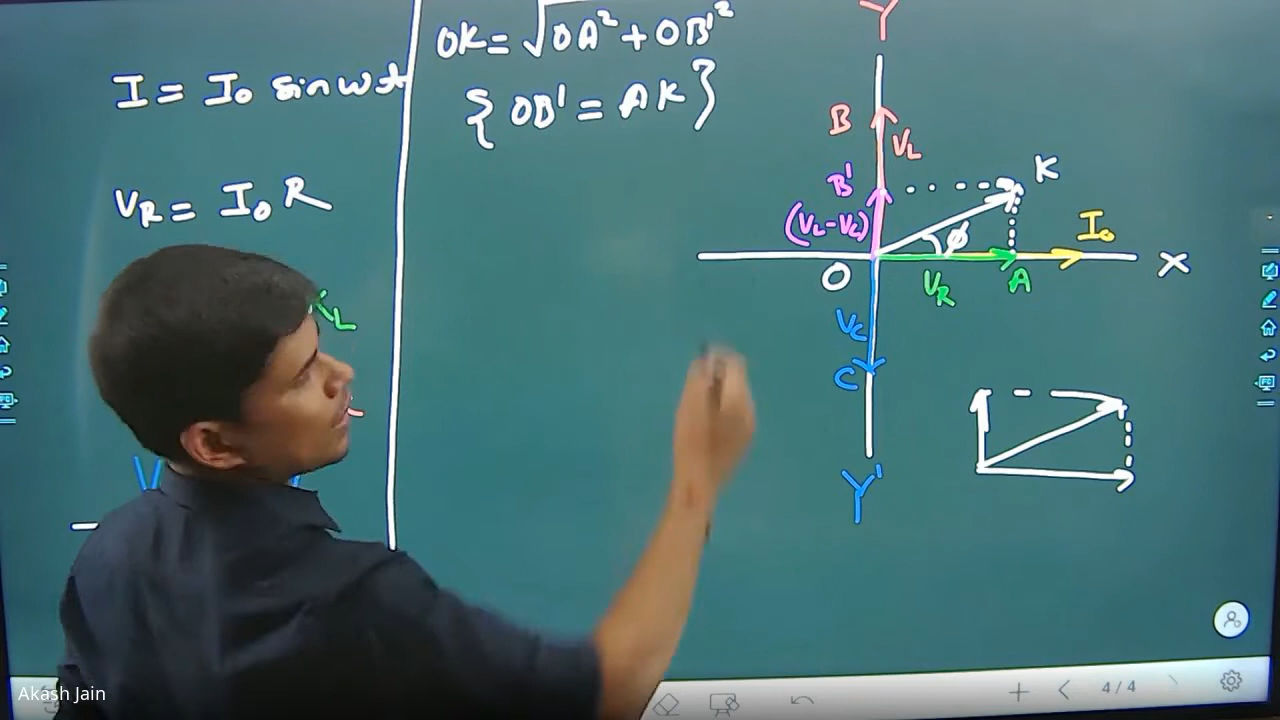 I = I₀ sin ωt
V_R = I₀ R
X_L
V
OK = √OA² + OB'²
{ OB' = AK }
Y
B
V_L
B'
K
(V_L-V_C)
ϕ
I₀
O
V_R
A
X
V_C
C
Y'
4/4
Akash Jain